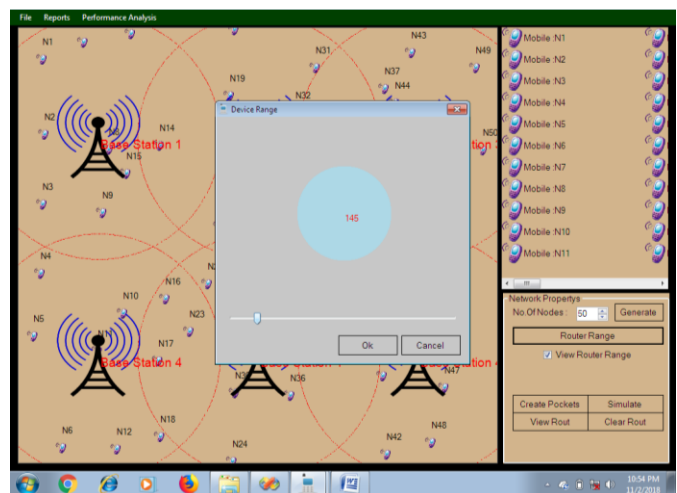 File Reports Performance Analysis
N1
N43
N31
N49
N37
N19
N44
N32
N2
N14
N50
Base Station 1
N15
N3
N9
N4
N16
N10
N5
N23
N17
Base Station 4
N36
N47
N6
N12
N18
N24
N42
N48
Device Range
145
Ok Cancel
Mobile :N1
Mobile :N2
Mobile :N3
Mobile :N4
Mobile :N5
Mobile :N6
Mobile :N7
Mobile :N8
Mobile :N9
Mobile :N10
Mobile :N11
Network Propertys
No.Of Nodes : 50 Generate
Router Range
View Router Range
Create Pockets Simulate
View Rout Clear Rout
10:54 PM
11/2/2018